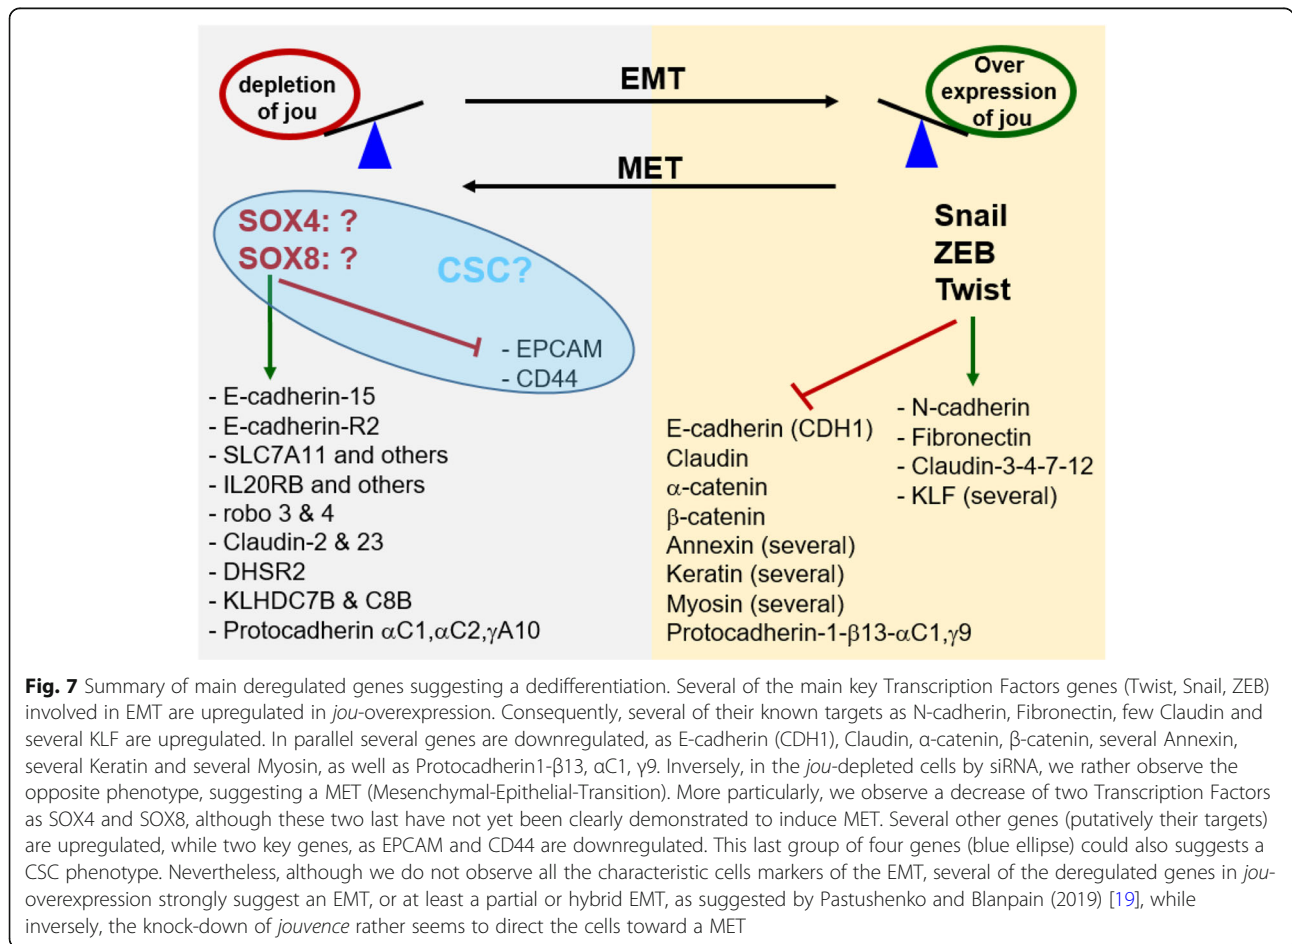 depletion
of jou
EMT
Over
expression
of jou
MET
SOX4: ?
SOX8: ?
CSC?
- EPCAM
- CD44
- E-cadherin-15
- E-cadherin-R2
- SLC7A11 and others
- IL20RB and others
- robo 3 & 4
- Claudin-2 & 23
- DHSR2
- KLHDC7B & C8B
- Protocadherin αC1,αC2,γA10
Snail
ZEB
Twist
E-cadherin (CDH1)
Claudin
α-catenin
β-catenin
Annexin (several)
Keratin (several)
Myosin (several)
Protocadherin-1-β13-αC1,γ9
- N-cadherin
- Fibronectin
- Claudin-3-4-7-12
- KLF (several)
Fig. 7 Summary of main deregulated genes suggesting a dedifferentiation. Several of the main key Transcription Factors genes (Twist, Snail, ZEB)
involved in EMT are upregulated in jou-overexpression. Consequently, several of their known targets as N-cadherin, Fibronectin, few Claudin and
several KLF are upregulated. In parallel several genes are downregulated, as E-cadherin (CDH1), Claudin, α-catenin, β-catenin, several Annexin,
several Keratin and several Myosin, as well as Protocadherin1-β13, αC1, γ9. Inversely, in the jou-depleted cells by siRNA, we rather observe the
opposite phenotype, suggesting a MET (Mesenchymal-Epithelial-Transition). More particularly, we observe a decrease of two Transcription Factors
as SOX4 and SOX8, although these two last have not yet been clearly demonstrated to induce MET. Several other genes (putatively their targets)
are upregulated, while two key genes, as EPCAM and CD44 are downregulated. This last group of four genes (blue ellipse) could also suggests a
CSC phenotype. Nevertheless, although we do not observe all the characteristic cells markers of the EMT, several of the deregulated genes in jou-
overexpression strongly suggest an EMT, or at least a partial or hybrid EMT, as suggested by Pastushenko and Blanpain (2019) [19], while
inversely, the knock-down of jouvence rather seems to direct the cells toward a MET